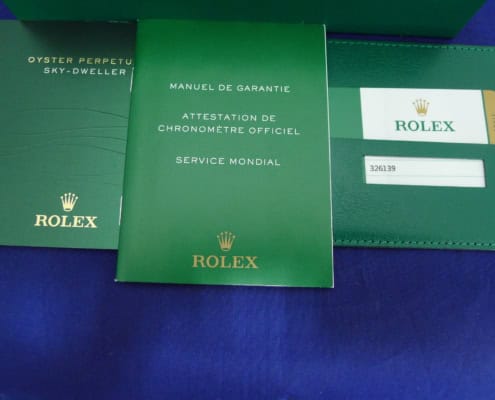 OYSTER PERPETU
SKY-DWELLER
ROLEX
MANUEL DE GARANTIE
ATTESTATION DE
CHRONOMÈTRE OFFICIEL
SERVICE MONDIAL
ROLEX
ROLEX
326139